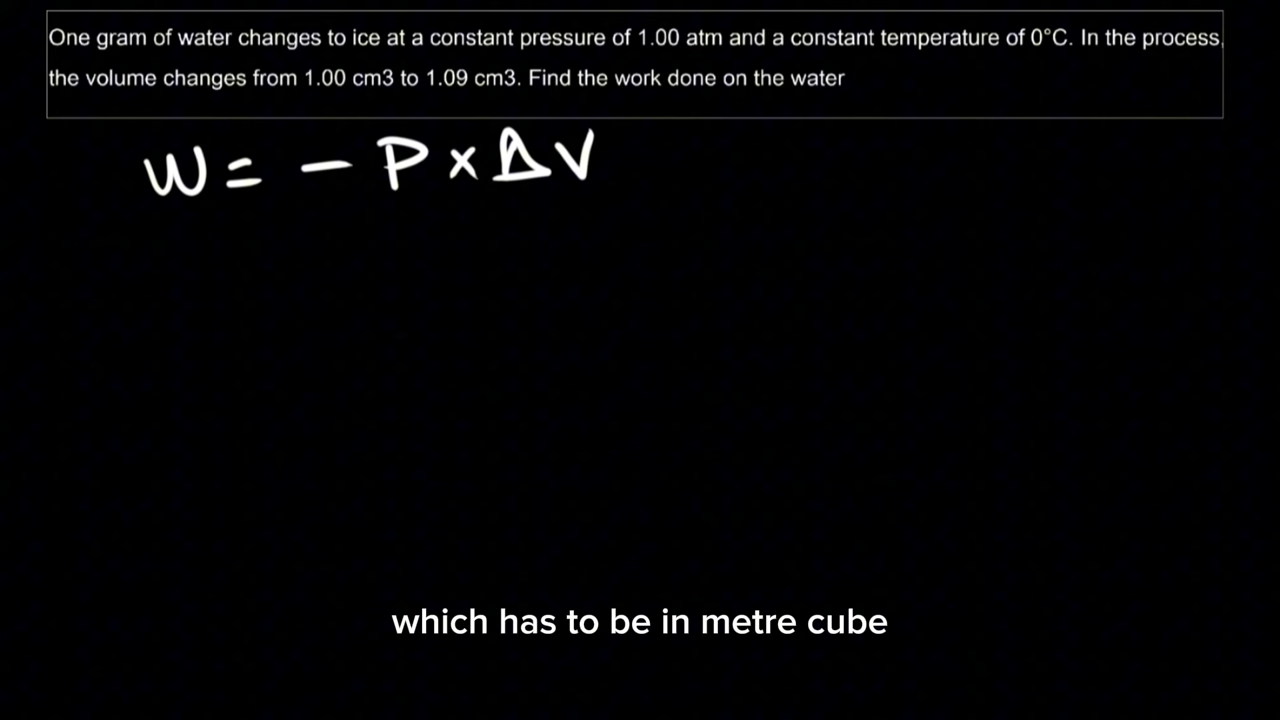 One gram of water changes to ice at a constant pressure of 1.00 atm and a constant temperature of 0°C. In the process,
the volume changes from 1.00 cm3 to 1.09 cm3. Find the work done on the water
W = - P × Δ V
which has to be in metre cube